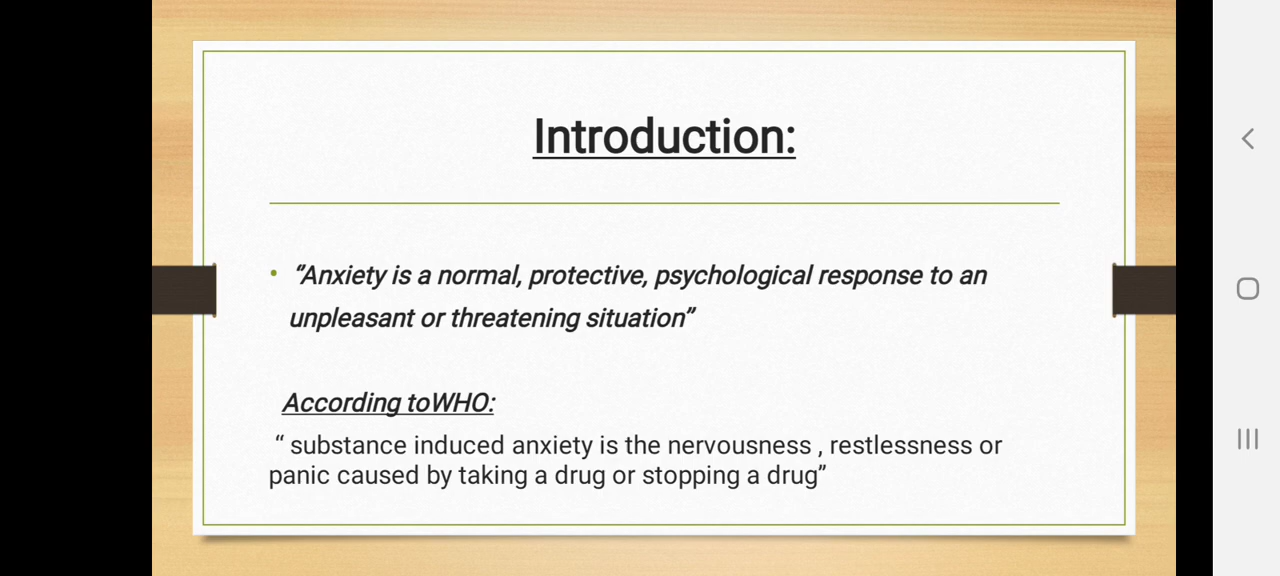 Introduction:
• “Anxiety is a normal, protective, psychological response to an
unpleasant or threatening situation”
According toWHO:
“ substance induced anxiety is the nervousness , restlessness or
panic caused by taking a drug or stopping a drug”